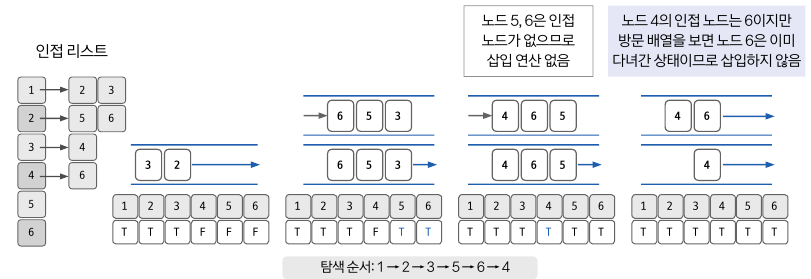 노드 5, 6은 인접
노드가 없으므로
삽입 연산 없음
노드 4의 인접 노드는 6이지만
방문 배열을 보면 노드 6은 이미
다녀간 상태이므로 삽입하지 않음
인접 리스트
1 2 3
2 5 6
3 4
4 6
5
6
3 2
1 2 3 4 5 6
T T T F F F
6 5 3
6 5 3
1 2 3 4 5 6
T T T F T T
4 6 5
4 6 5
1 2 3 4 5 6
T T T T T T
4 6
4
1 2 3 4 5 6
T T T T T T
탐색 순서: 1 → 2 → 3 → 5 → 6 → 4